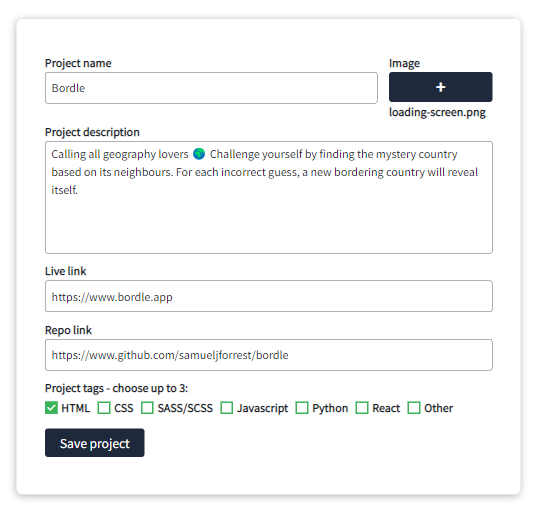 Project name
Image
Bordle
+
loading-screen.png
Project description
Calling all geography lovers 🌍 Challenge yourself by finding the mystery country
based on its neighbours. For each incorrect guess, a new bordering country will reveal
itself.
Live link
https://www.bordle.app
Repo link
https://www.github.com/samueljforrest/bordle
Project tags - choose up to 3:
HTML CSS SASS/SCSS Javascript Python React Other
Save project